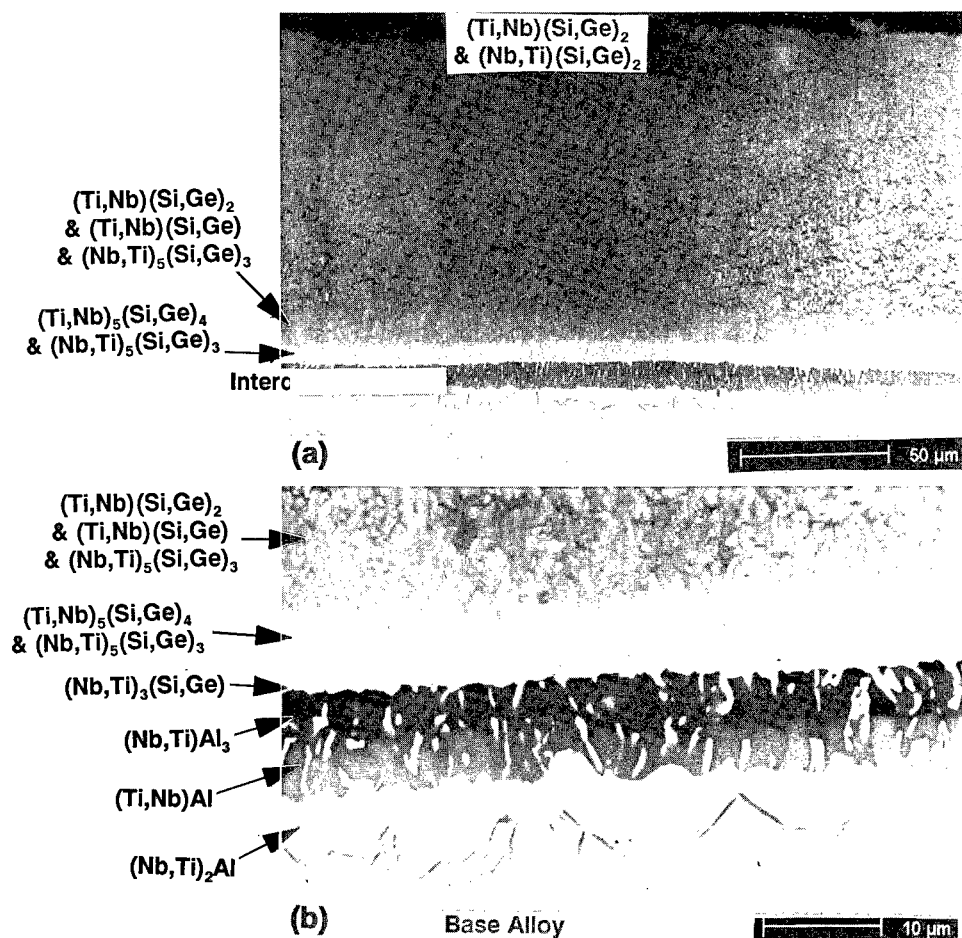 (Ti,Nb)(Si,Ge)₂
& (Nb,Ti)(Si,Ge)₂
(Ti,Nb)(Si,Ge)₂
& (Ti,Nb)(Si,Ge)
& (Nb,Ti)₅(Si,Ge)₃
(Ti,Nb)₅(Si,Ge)₄
& (Nb,Ti)₅(Si,Ge)₃
(a)
50 μm
(Ti,Nb)(Si,Ge)₂
& (Ti,Nb)(Si,Ge)
& (Nb,Ti)₅(Si,Ge)₃
(Ti,Nb)₅(Si,Ge)₄
& (Nb,Ti)₅(Si,Ge)₃
(Nb,Ti)₃(Si,Ge)
(Nb,Ti)Al₃
(Ti,Nb)Al
(Nb,Ti)₂Al
(b)
Base Alloy
10 μm